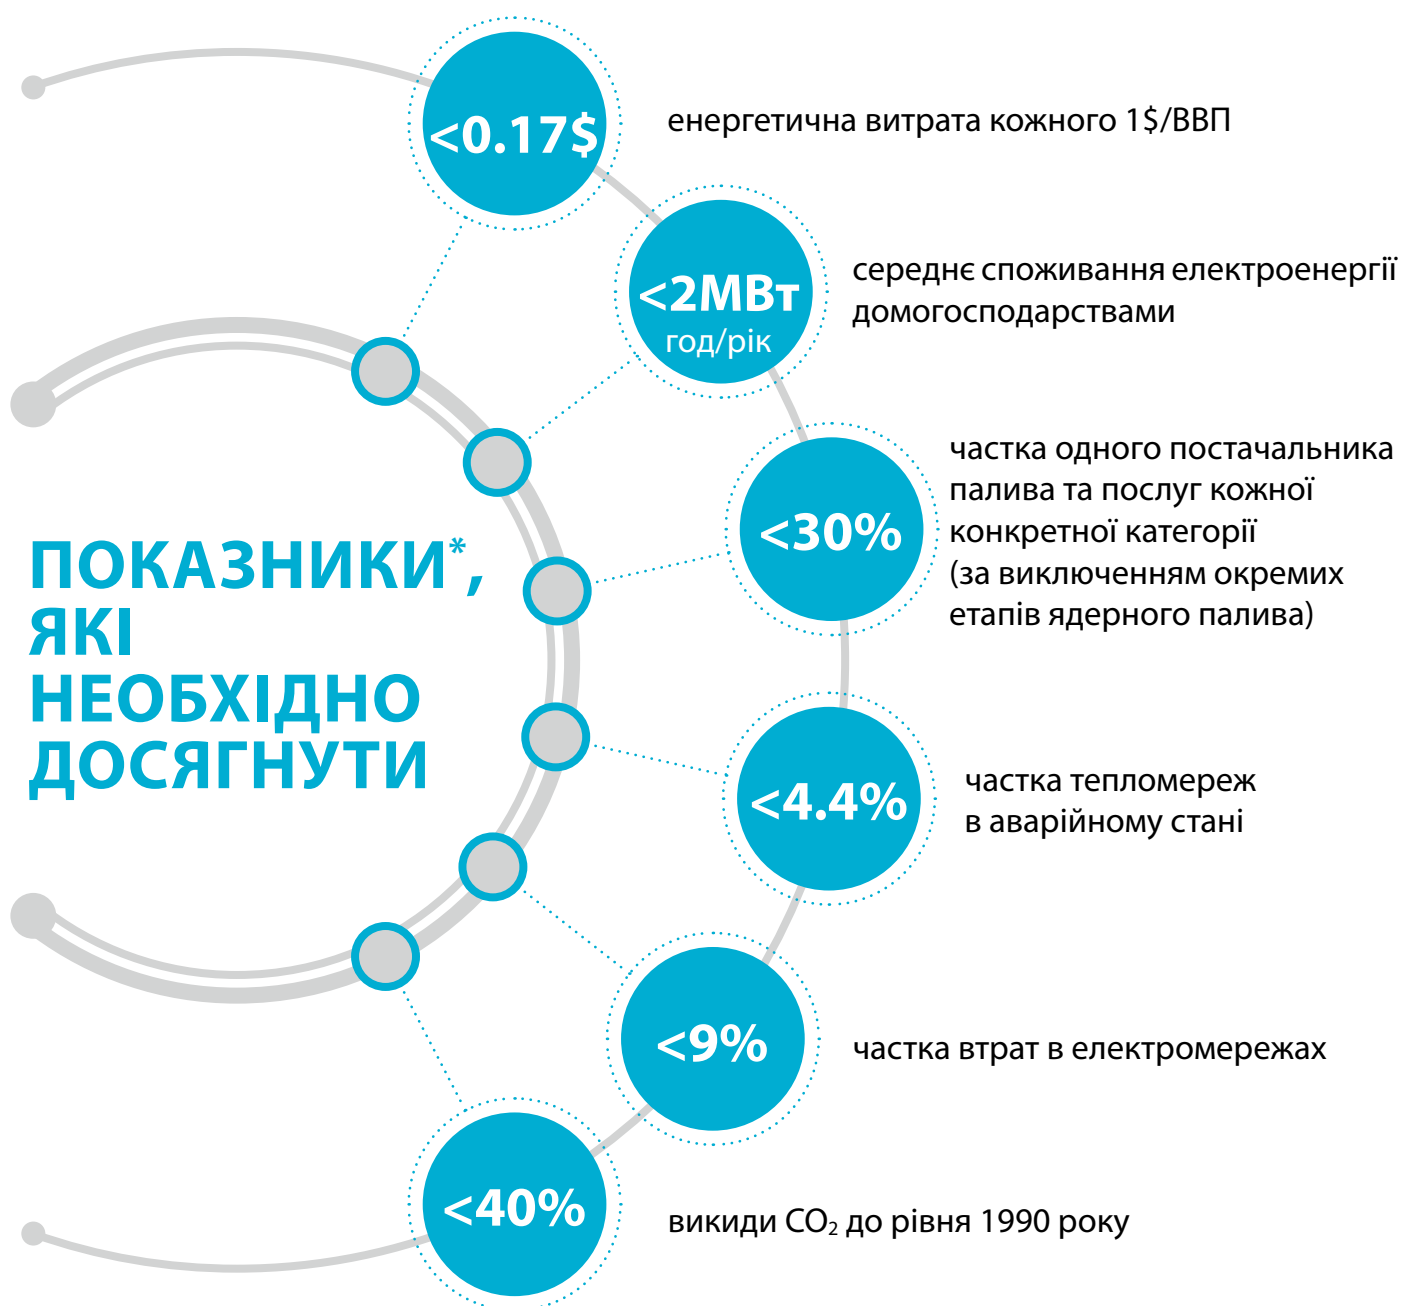 <0.17$
енергетична витрата кожного 1$/ВВП
<2МВт
год/рік
середнє споживання електроенергії
домогосподарствами
<30%
частка одного постачальника
палива та послуг кожної
конкретної категорії
(за виключенням окремих
етапів ядерного палива)
ПОКАЗНИКИ*,
ЯКІ
НЕОБХІДНО
ДОСЯГНУТИ
<4.4%
частка тепломереж
в аварійному стані
<9%
частка втрат в електромережах
<40%
викиди CO₂ до рівня 1990 року